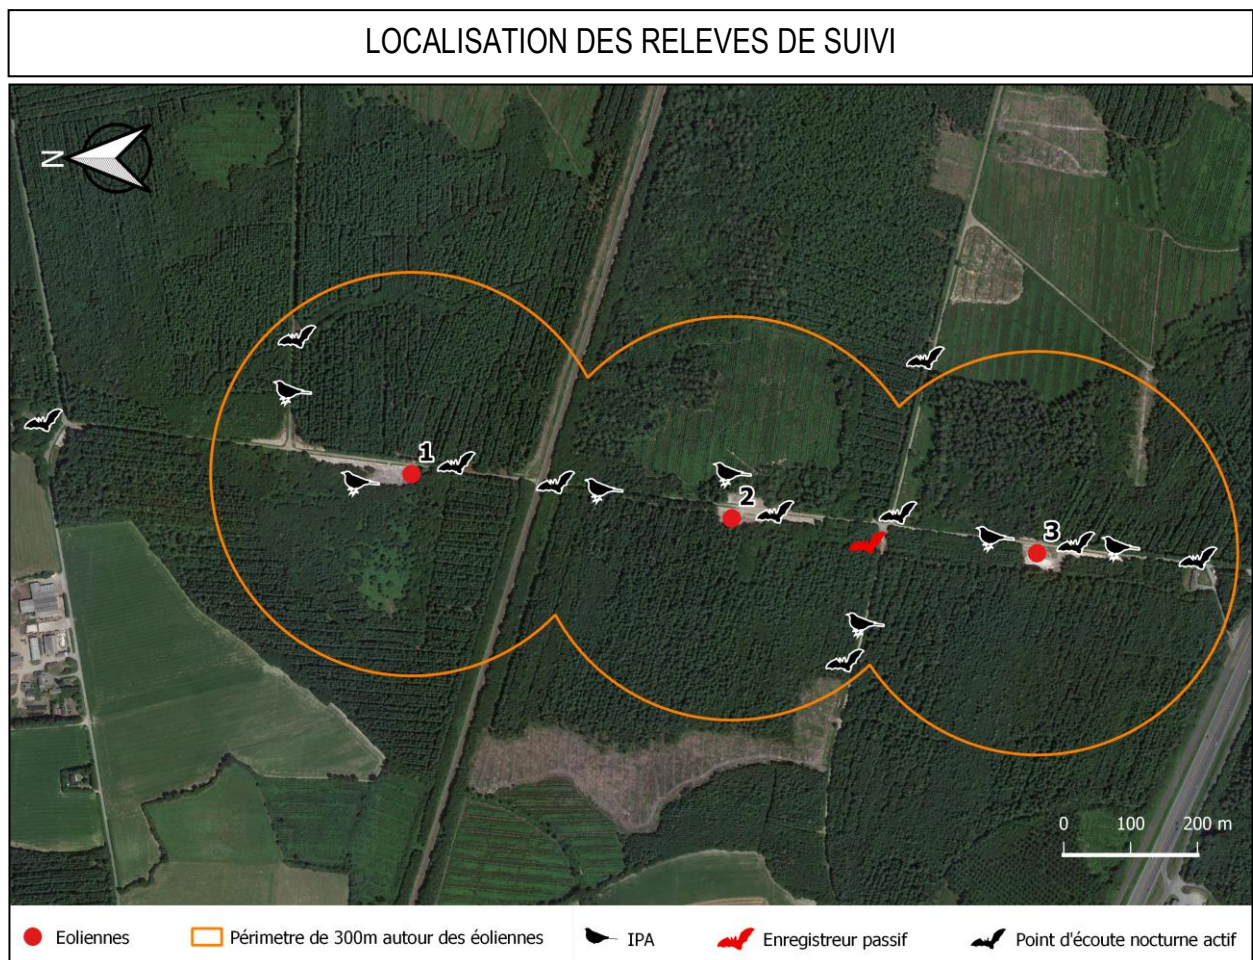 LOCALISATION DES RELEVES DE SUIVI
N
1
2
3
0 100 200 m
Eoliennes
Périmetre de 300m autour des éoliennes
IPA
Enregistreur passif
Point d'écoute nocturne actif